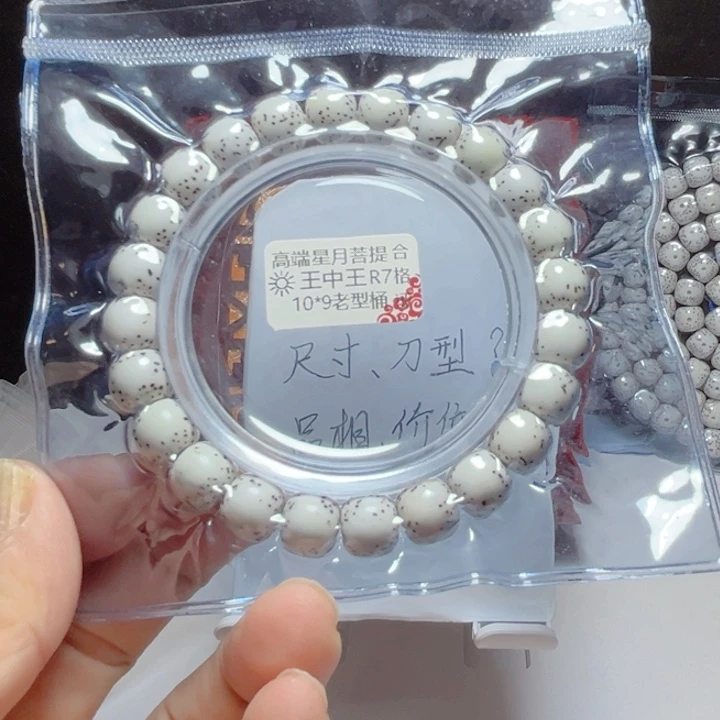 高端星月菩提合
王中王R7格
10*9老型桶
尺寸、刀型?
品相、价位